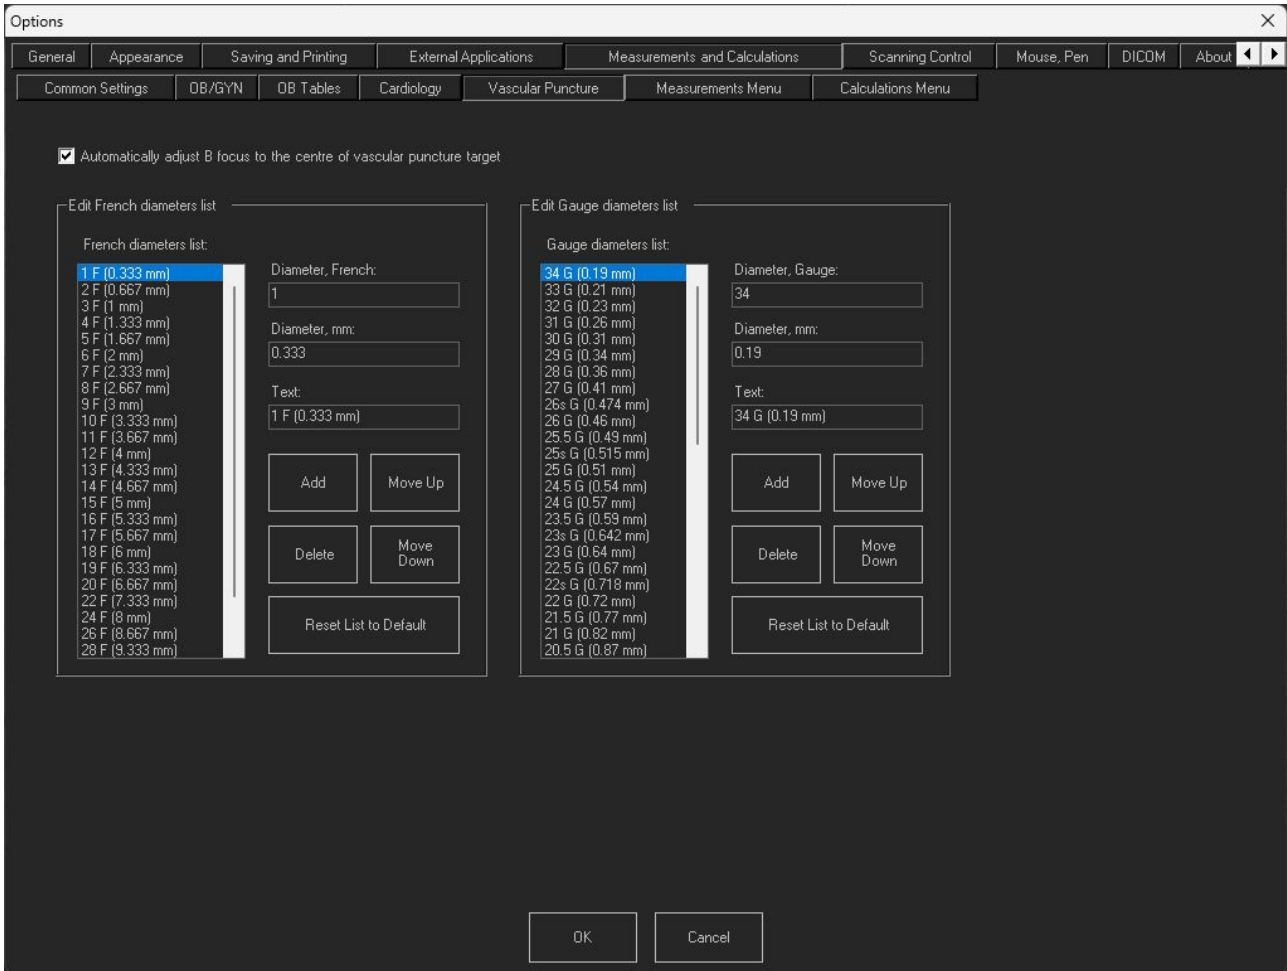 Options
General Appearance Saving and Printing External Applications Measurements and Calculations Scanning Control Mouse, Pen DICOM About
Common Settings OB/GYN OB Tables Cardiology Vascular Puncture Measurements Menu Calculations Menu
Automatically adjust B focus to the centre of vascular puncture target
Edit French diameters list
French diameters list:
1 F (0.333 mm)
2 F (0.667 mm)
3 F (1 mm)
4 F (1.333 mm)
5 F (1.667 mm)
6 F (2 mm)
7 F (2.333 mm)
8 F (2.667 mm)
9 F (3 mm)
10 F (3.333 mm)
11 F (3.667 mm)
12 F (4 mm)
13 F (4.333 mm)
14 F (4.667 mm)
15 F (5 mm)
16 F (5.333 mm)
17 F (5.667 mm)
18 F (6 mm)
19 F (6.333 mm)
20 F (6.667 mm)
22 F (7.333 mm)
24 F (8 mm)
26 F (8.667 mm)
28 F (9.333 mm)
Diameter, French:
1
Diameter, mm:
0.333
Text:
1 F (0.333 mm)
Add Move Up
Delete Move
Down
Reset List to Default
Edit Gauge diameters list
Gauge diameters list:
34 G (0.19 mm)
33 G (0.21 mm)
32 G (0.23 mm)
31 G (0.26 mm)
30 G (0.31 mm)
29 G (0.34 mm)
28 G (0.36 mm)
27 G (0.41 mm)
26s G (0.474 mm)
26 G (0.46 mm)
25.5 G (0.49 mm)
25s G (0.515 mm)
25 G (0.51 mm)
24.5 G (0.54 mm)
24 G (0.57 mm)
23.5 G (0.59 mm)
23s G (0.642 mm)
23 G (0.64 mm)
22.5 G (0.67 mm)
22s G (0.718 mm)
22 G (0.72 mm)
21.5 G (0.77 mm)
21 G (0.82 mm)
20.5 G (0.87 mm)
Diameter, Gauge:
34
Diameter, mm:
0.19
Text:
34 G (0.19 mm)
Add Move Up
Delete Move
Down
Reset List to Default
OK Cancel